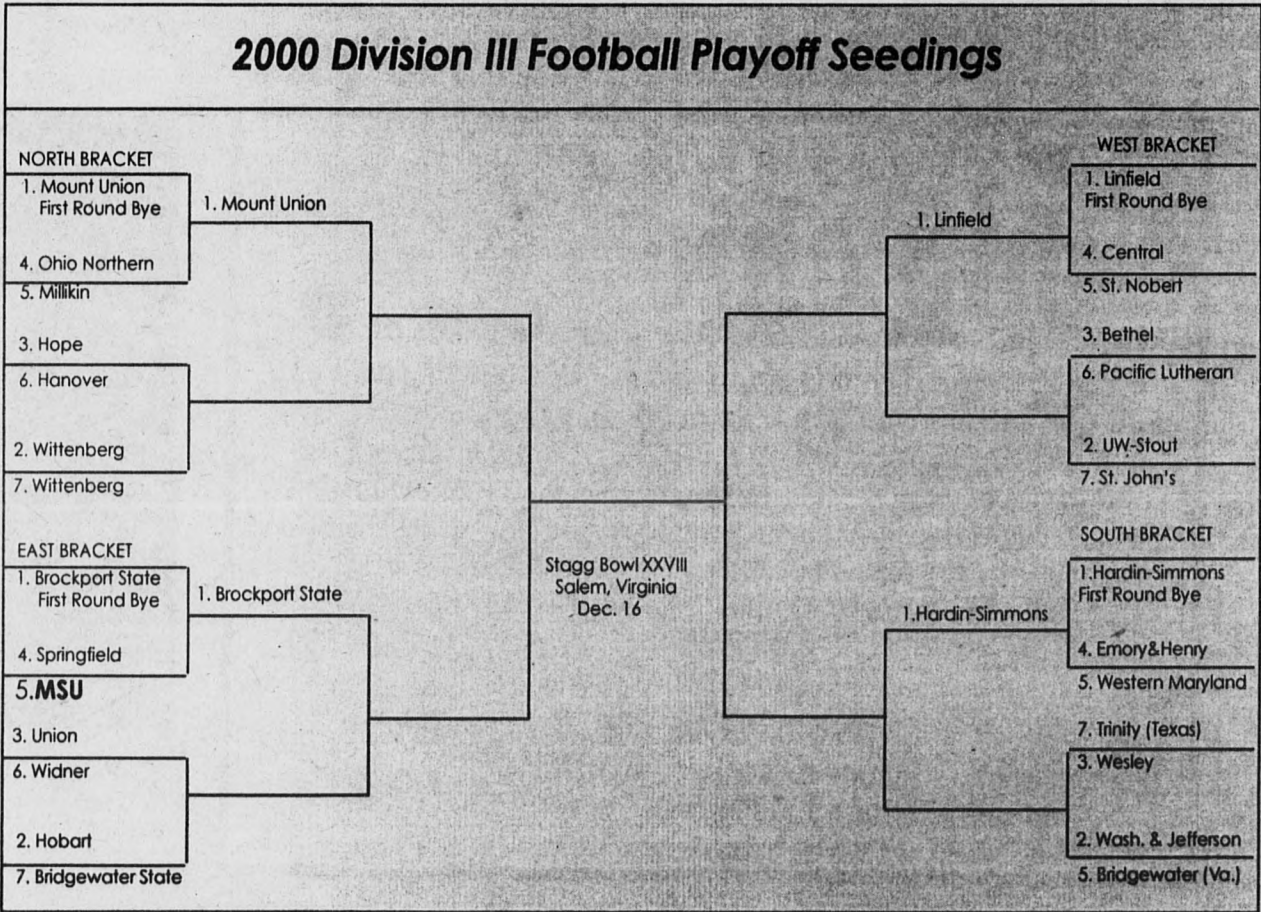 2000 Division III Football Playoff Seedings
NORTH BRACKET
1. Mount Union
First Round Bye
1. Mount Union
4. Ohio Northern
5. Millikin
3. Hope
6. Hanover
2. Wittenberg
7. Wittenberg
EAST BRACKET
1. Brockport State
First Round Bye
1. Brockport State
4. Springfield
5.MSU
3. Union
6. Widner
2. Hobart
7. Bridgewater State
Stagg Bowl XXVIII
Salem, Virginia
Dec. 16
WEST BRACKET
1. Linfield
First Round Bye
1. Linfield
4. Central
5. St. Nobert
3. Bethel
6. Pacific Lutheran
2. UW-Stout
7. St. John's
SOUTH BRACKET
1.Hardin-Simmons
First Round Bye
1.Hardin-Simmons
4. Emory&Henry
5. Western Maryland
7. Trinity (Texas)
3. Wesley
2. Wash. & Jefferson
5. Bridgewater (Va.)